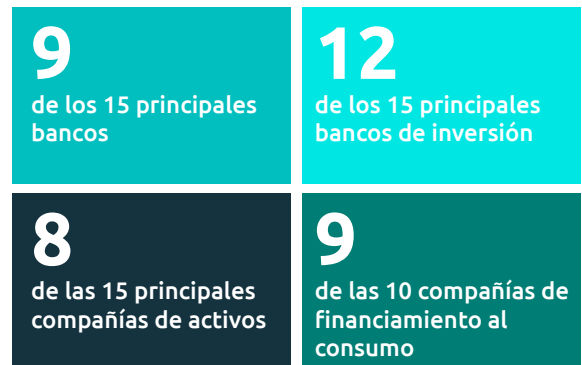 9
de los 15 principales
bancos
12
de los 15 principales
bancos de inversión
8
de las 15 principales
compañías de activos
9
de las 10 compañías de
financiamiento al
consumo